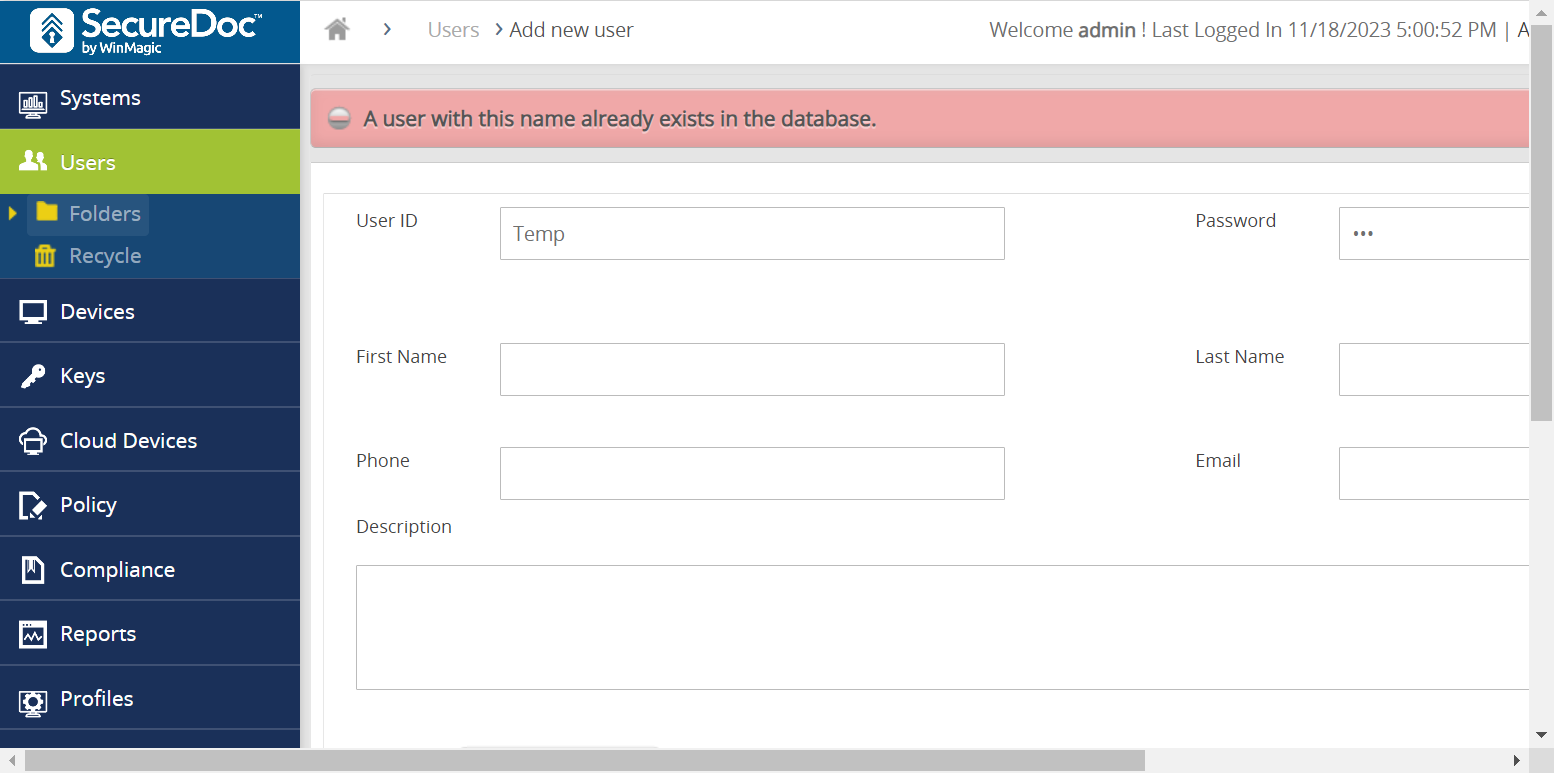 SecureDoc™
by WinMagic
Users
Add new user
Welcome admin ! Last Logged In 11/18/2023 5:00:52 PM | A
Systems
Users
Folders
Recycle
Devices
Keys
Cloud Devices
Policy
Compliance
Reports
Profiles
A user with this name already exists in the database.
User ID
Temp
Password
•••
First Name
Last Name
Phone
Email
Description